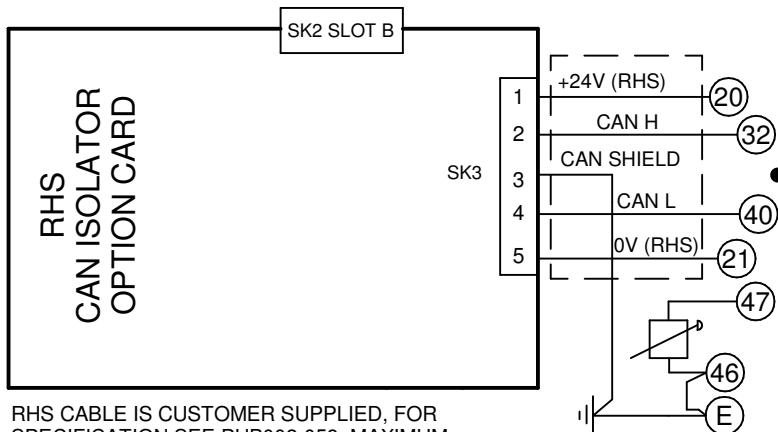 SK2 SLOT B
RHS
CAN ISOLATOR
OPTION CARD
SK3
1
+24V (RHS)
20
2
CAN H
32
3
CAN SHIELD
4
CAN L
40
5
0V (RHS)
21
47
46
E
RHS CABLE IS CUSTOMER SUPPLIED, FOR